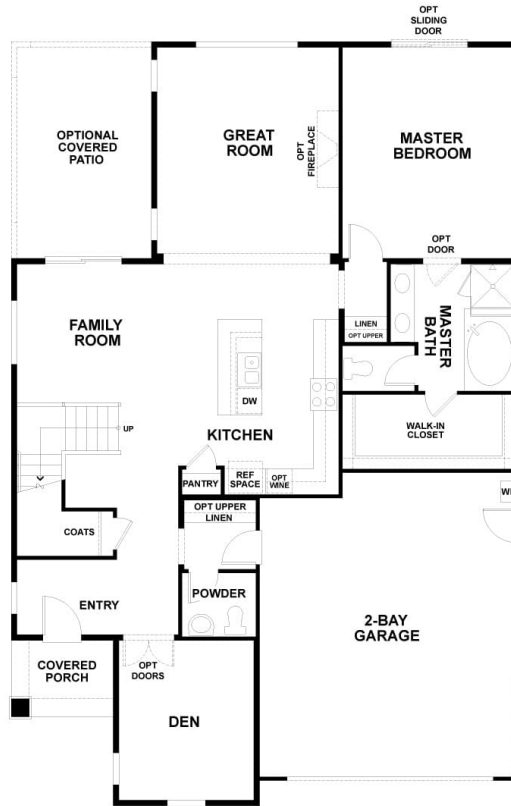 OPT
SLIDING
DOOR
OPTIONAL
COVERED
PATIO
GREAT
ROOM
OPT
FIREPLACE
MASTER
BEDROOM
OPT
DOOR
FAMILY
ROOM
LINEN
OPT UPPER
MASTER
BATH
DW
UP
KITCHEN
WALK-IN
CLOSET
PANTRY
REF
SPACE
OPT
WINE
OPT UPPER
LINEN
COATS
POWDER
ENTRY
2-BAY
GARAGE
COVERED
PORCH
OPT
DOORS
DEN